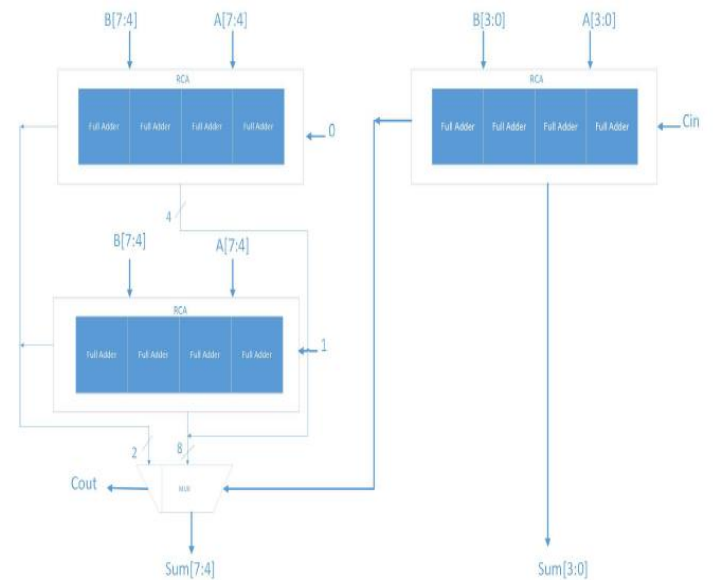 B[7:4] A[7:4] B[3:0] A[3:0]
RCA RCA
Full Adder Full Adder Full Adder Full Adder
0
Full Adder Full Adder Full Adder Full Adder
Cin
4
B[7:4] A[7:4]
RCA
Full Adder Full Adder Full Adder Full Adder
1
2 8
Cout
MUX
Sum[7:4] Sum[3:0]